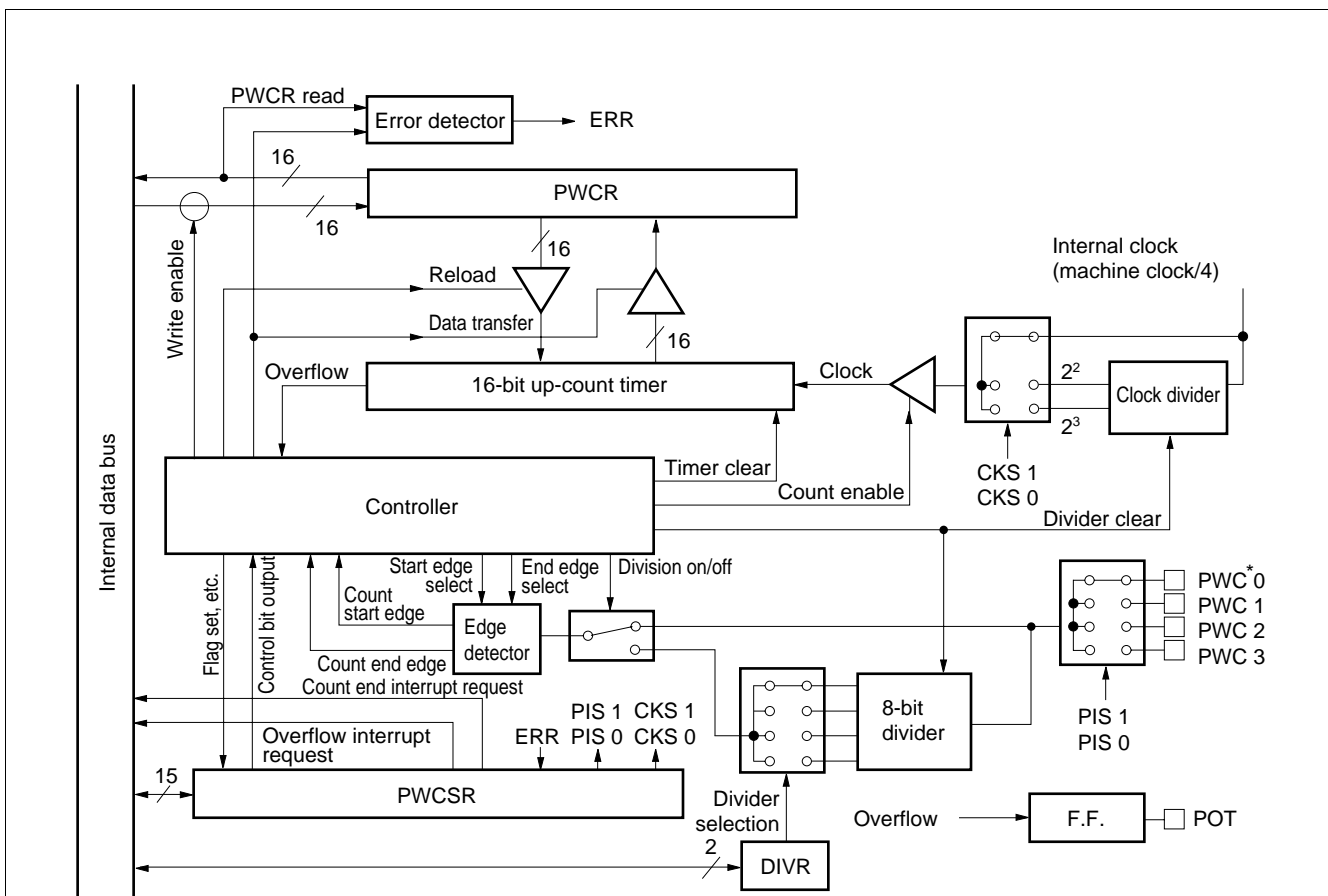 PWCR read
Error detector
ERR
16
PWCR
16
Write enable
16
Internal clock
(machine clock/4)
Reload
Data transfer
16
Overflow
16-bit up-count timer
Clock
2²
Clock divider
2³
Internal data bus
Timer clear
Count enable
CKS 1
CKS 0
Controller
Divider clear
Flag set, etc.
Control bit output
Count
start edge
Start edge
select
End edge
select
Division on/off
PWC*0
PWC 1
PWC 2
PWC 3
Edge
detector
Count end edge
Count end interrupt request
8-bit
divider
PIS 1
PIS 0
Overflow interrupt
request
ERR
PIS 1
PIS 0
CKS 1
CKS 0
15
PWCSR
Divider
selection
Overflow
F.F.
POT
2
DIVR